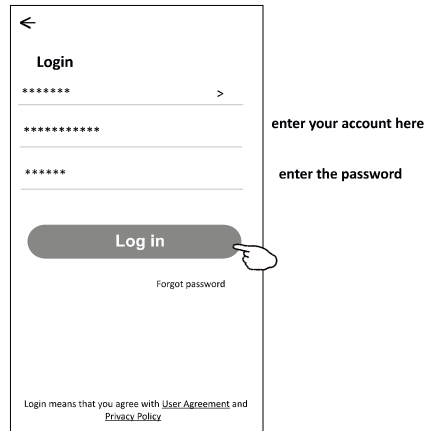 Login
******* >
enter your account here
***********
enter the password
******
Log in
Forgot password
Login means that you agree with User Agreement and
Privacy Policy